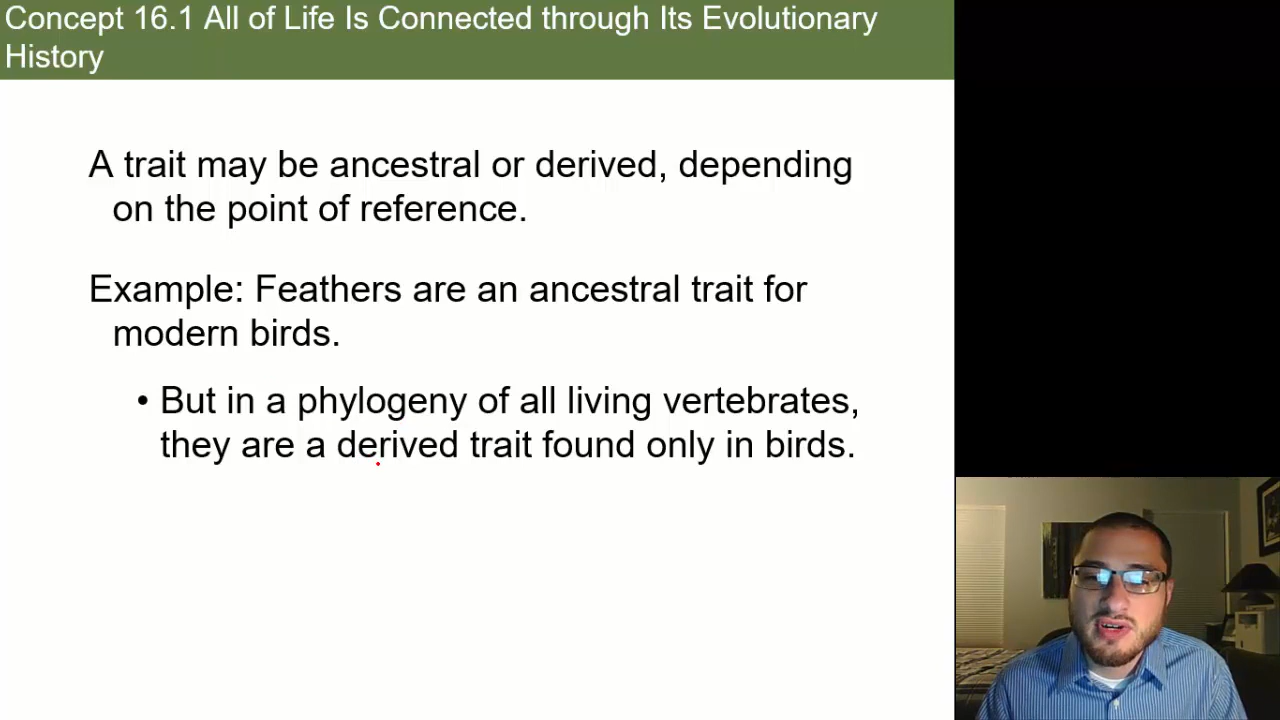 Concept 16.1 All of Life Is Connected through Its Evolutionary
History
A trait may be ancestral or derived, depending
on the point of reference.
Example: Feathers are an ancestral trait for
modern birds.
• But in a phylogeny of all living vertebrates,
they are a derived trait found only in birds.